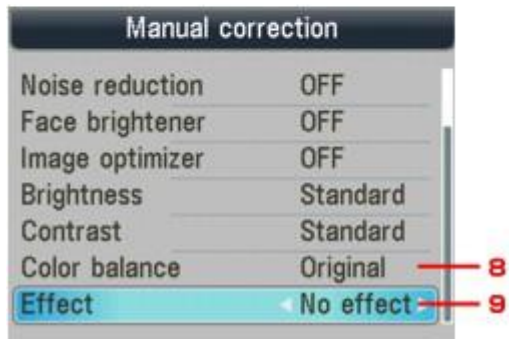 Manual correction
Noise reduction OFF
Face brightener OFF
Image optimizer OFF
Brightness Standard
Contrast Standard
Color balance Original 8
Effect No effect 9